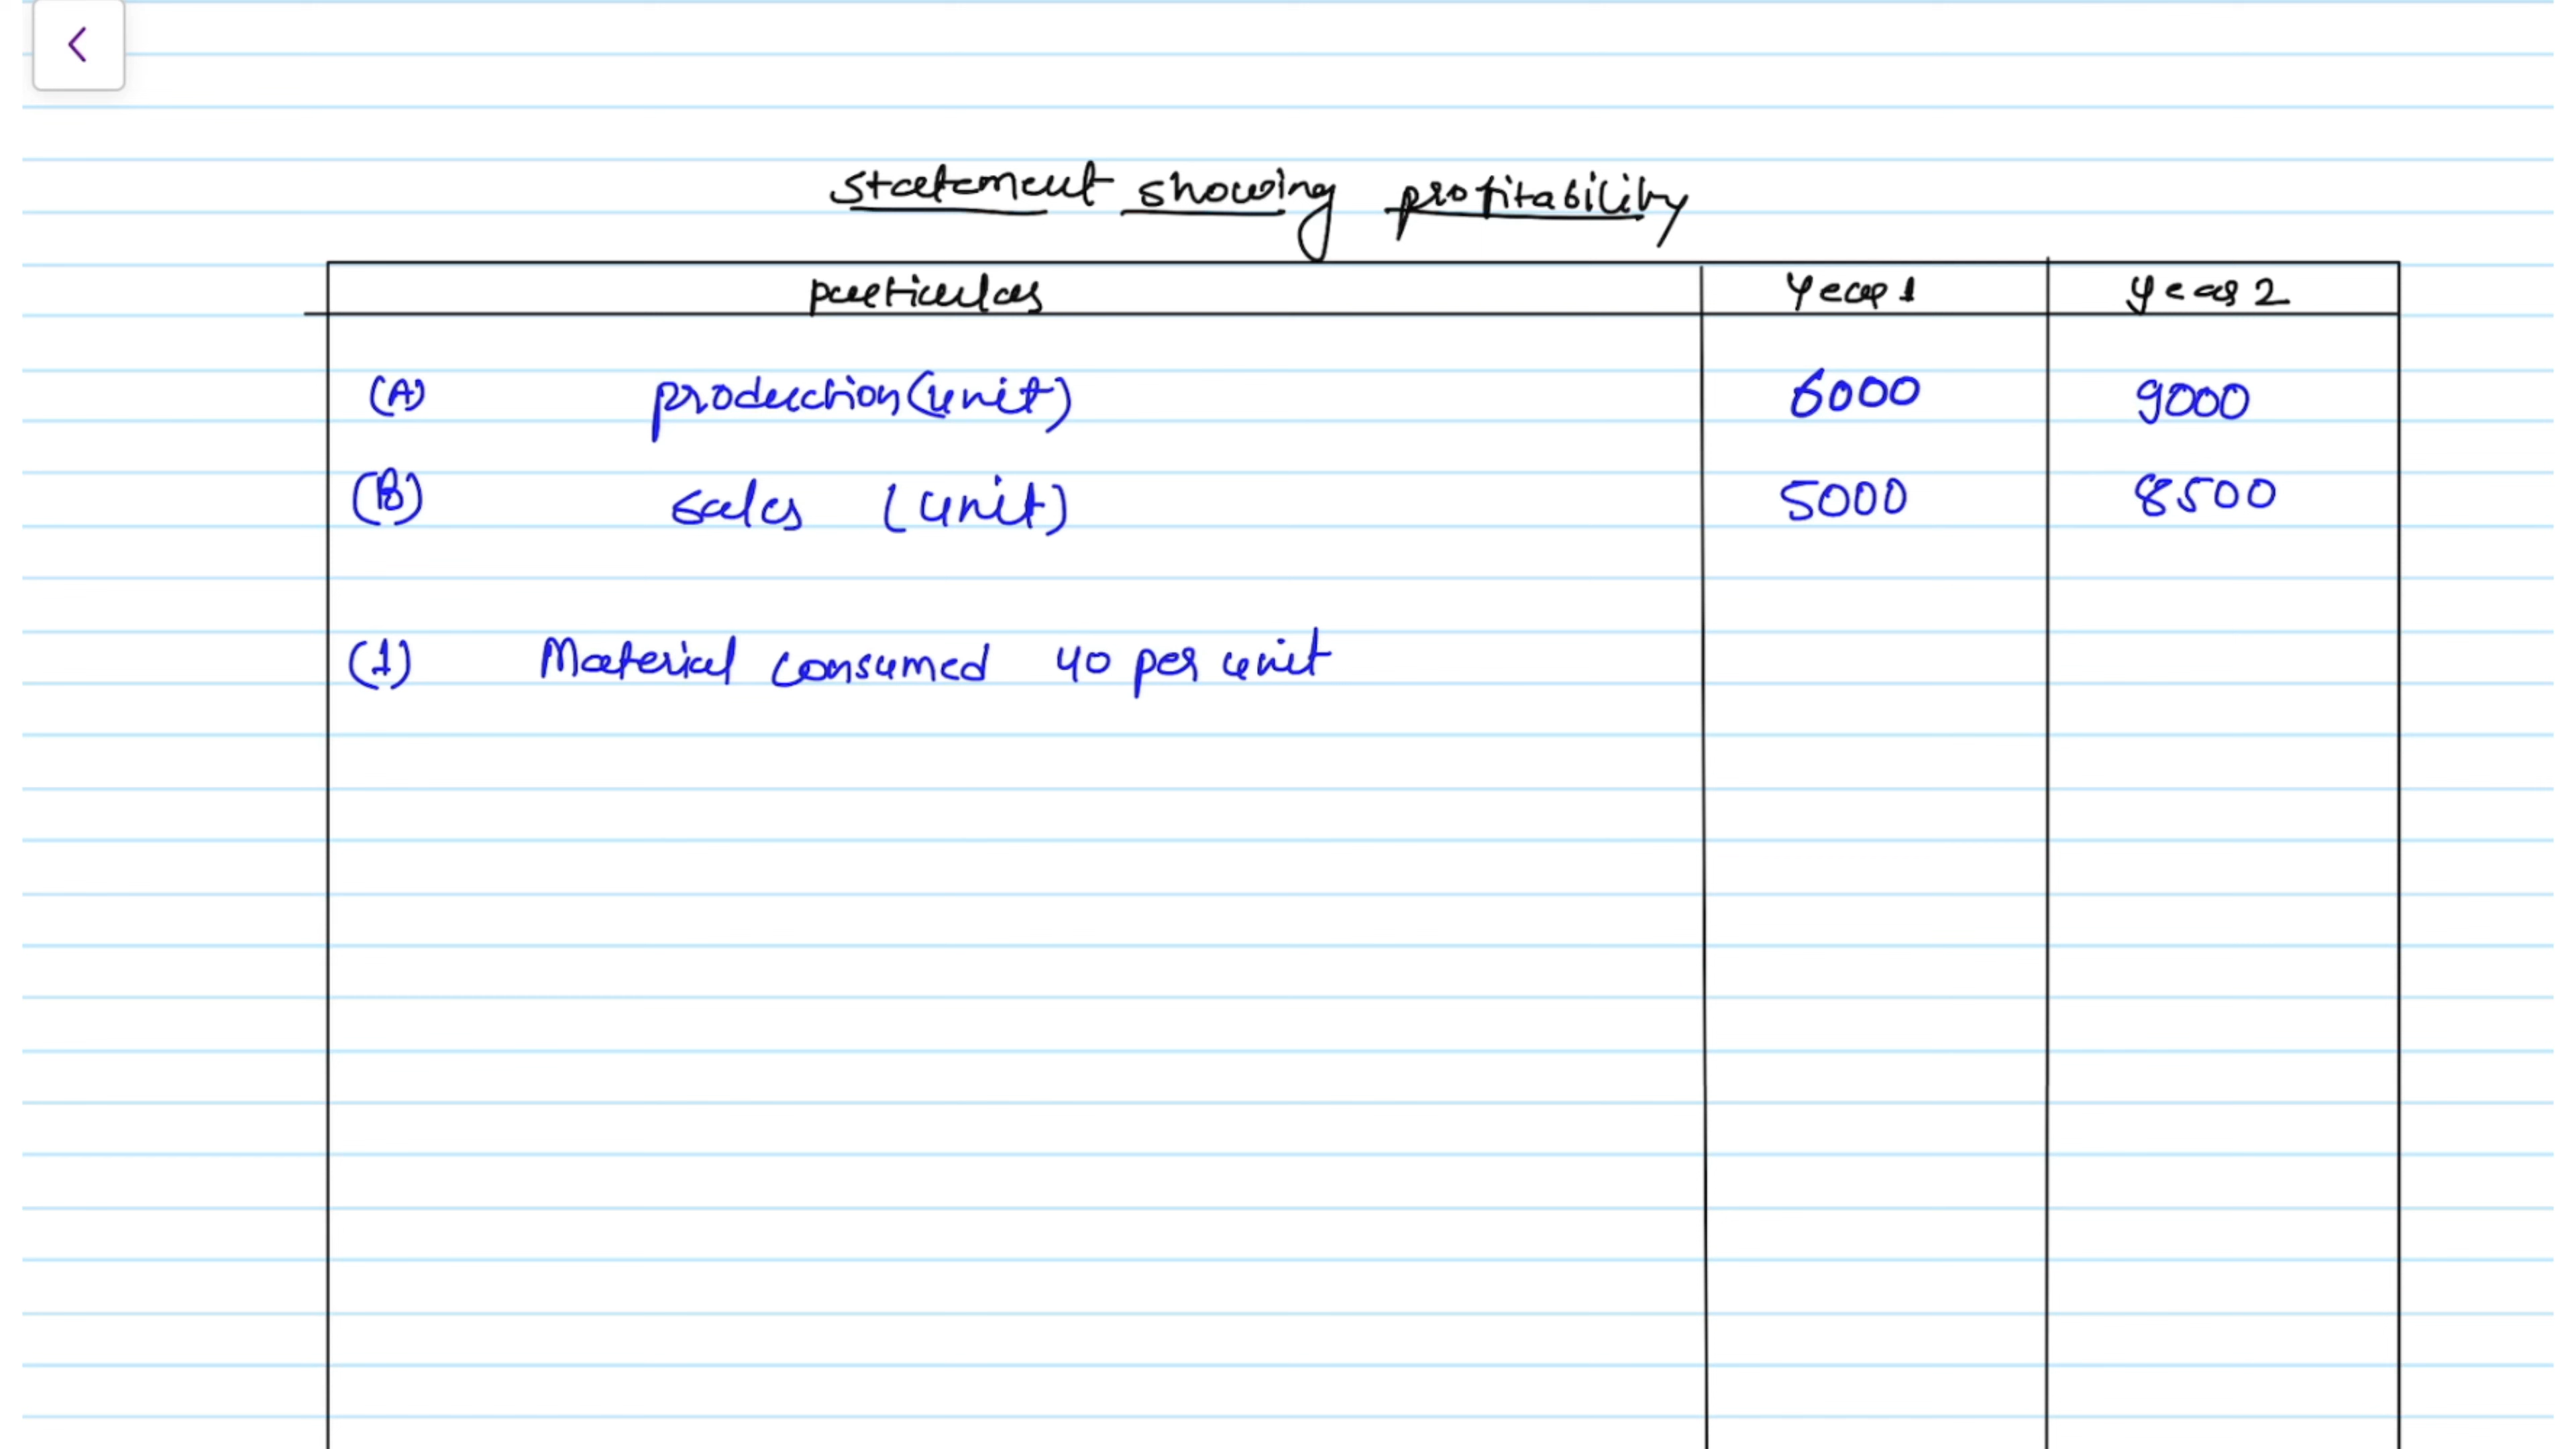 statement showing profitability
particulars Year 1 Year 2
(A) production (unit) 6000 9000
(B) sales (unit) 5000 8500
(1) Material consumed 40 per unit